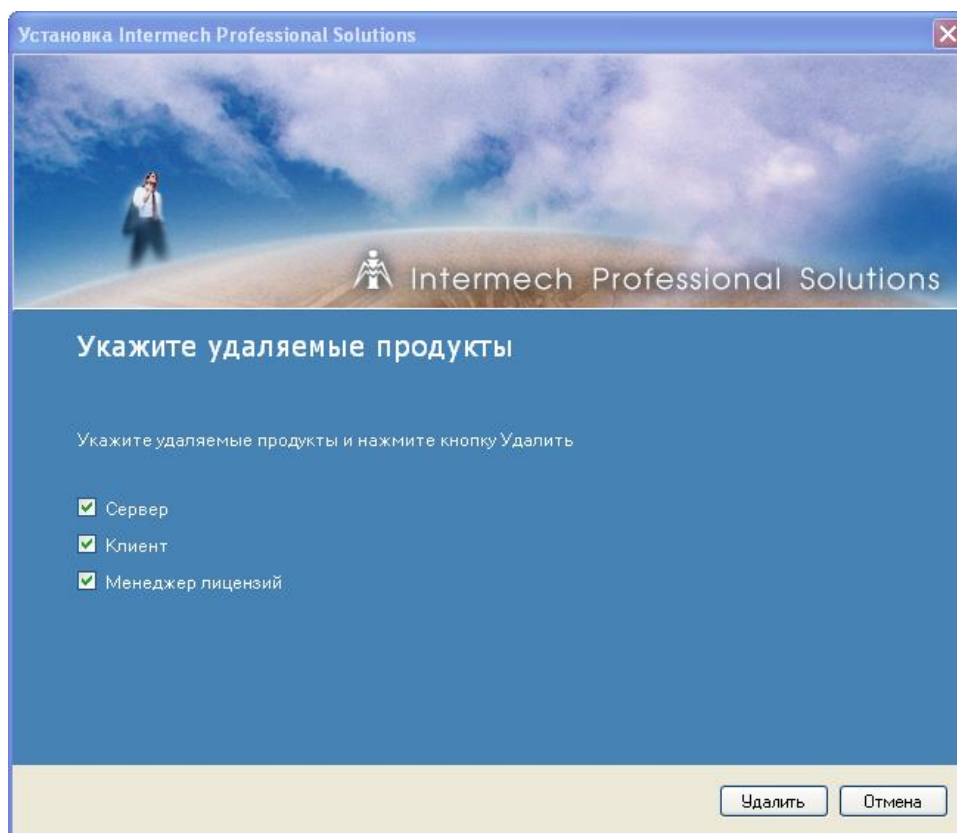 Установка Intermech Professional Solutions
Intermech Professional Solutions
Укажите удаляемые продукты
Укажите удаляемые продукты и нажмите кнопку Удалить
Сервер
Клиент
Менеджер лицензий
Удалить Отмена